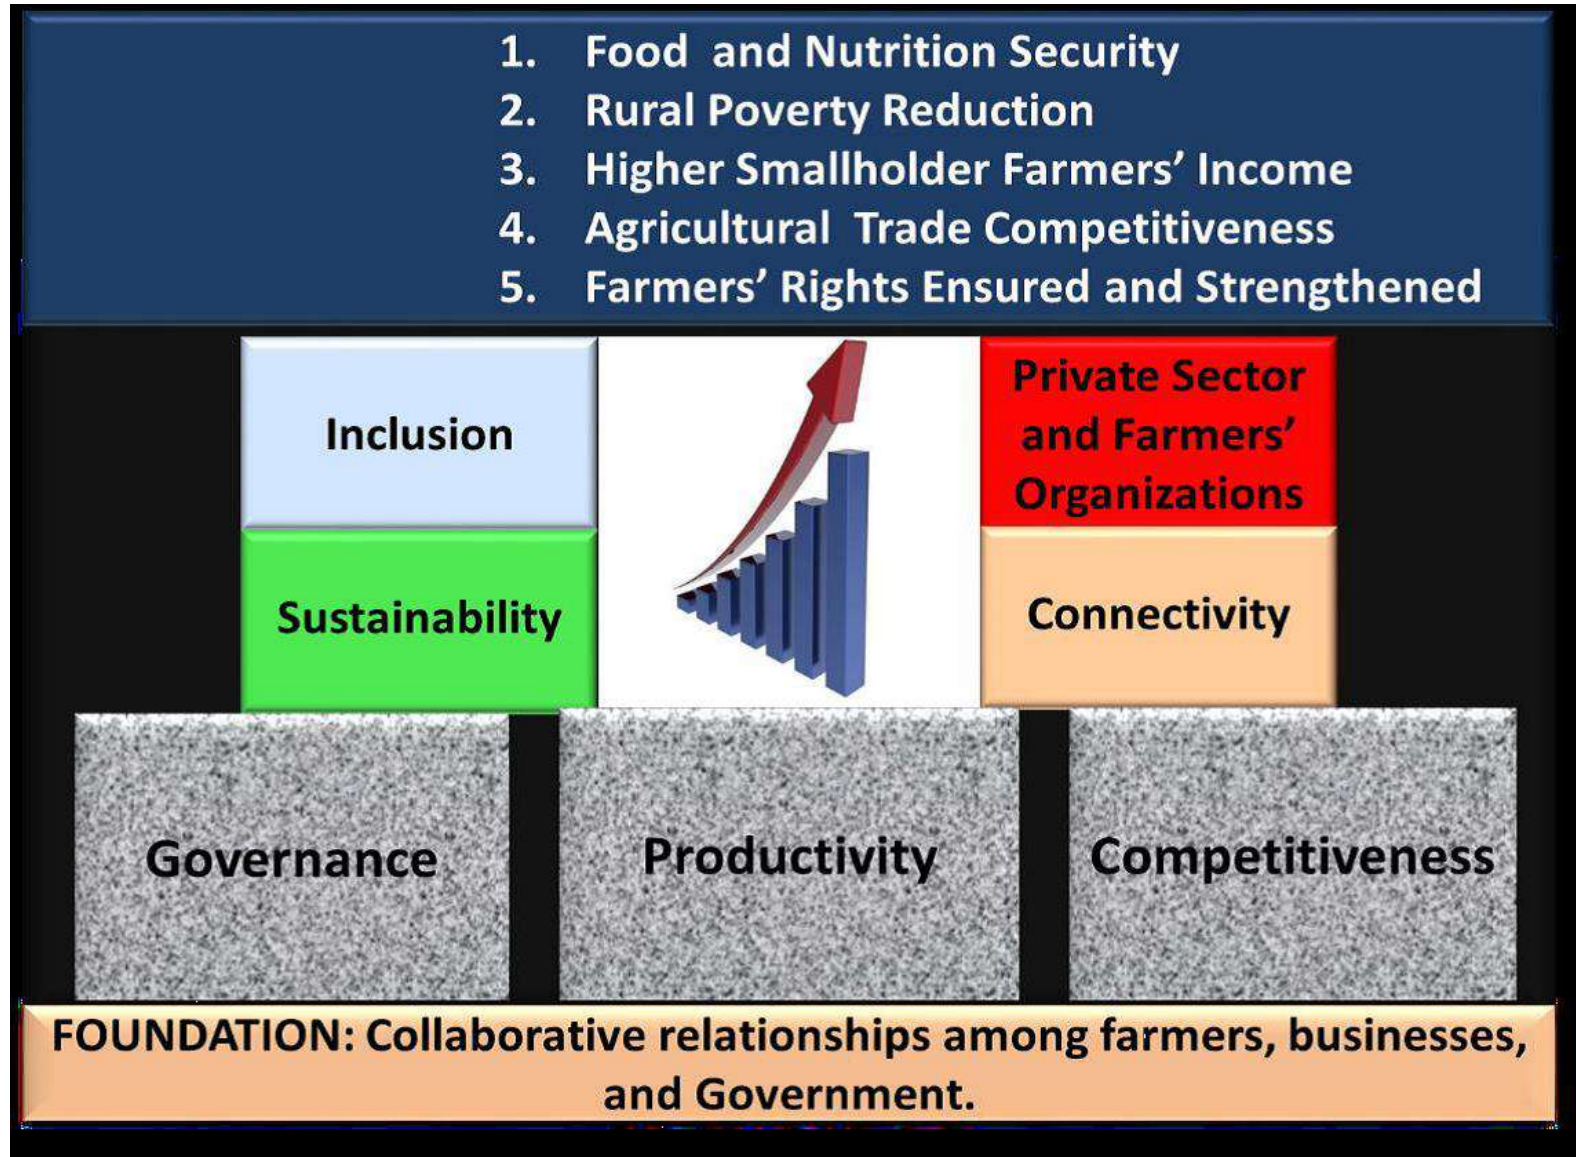 1. Food and Nutrition Security
2. Rural Poverty Reduction
3. Higher Smallholder Farmers’ Income
4. Agricultural Trade Competitiveness
5. Farmers’ Rights Ensured and Strengthened
Inclusion
Private Sector
and Farmers’
Organizations
Sustainability
Connectivity
Governance
Productivity
Competitiveness
FOUNDATION: Collaborative relationships among farmers, businesses,
and Government.